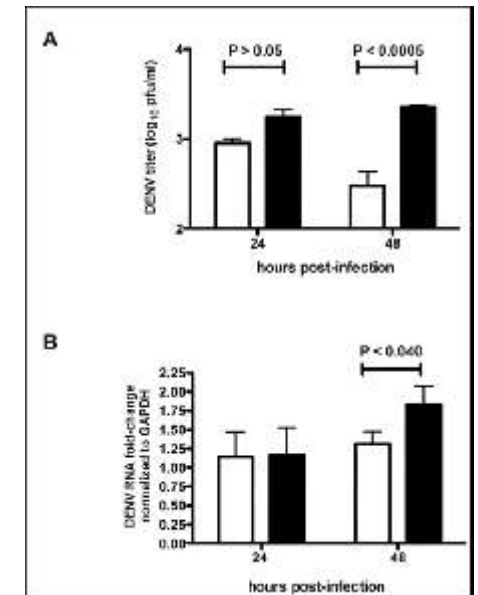 A
P > 0.05 P < 0.0005
DENV titer (log10 pfu/ml)
4
3
2
24 48
hours post-infection
B
P < 0.040
DENV RNA fold-change
normalized to GAPDH
2.25
2.00
1.75
1.50
1.25
1.00
0.75
0.50
0.25
0.00
24 48
hours post-infection